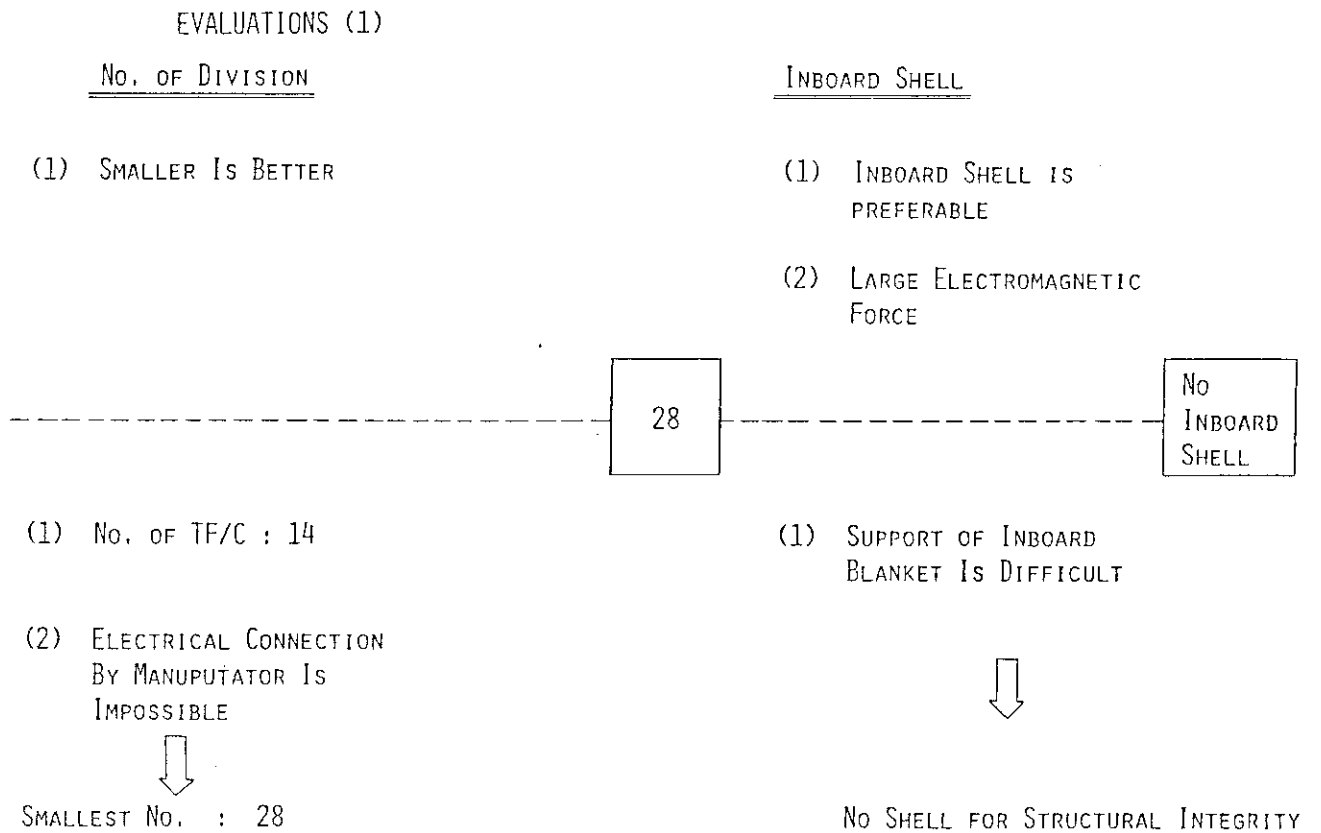 EVALUATIONS (1)
No. of Division
(1) Smaller Is Better
Inboard Shell
(1) Inboard Shell is
preferable
(2) Large Electromagnetic
Force
28
No
Inboard
Shell
(1) No. of TF/C : 14
(2) Electrical Connection
By Manuputator Is
Impossible
Smallest No. : 28
(1) Support of Inboard
Blanket Is Difficult
No Shell for Structural Integrity